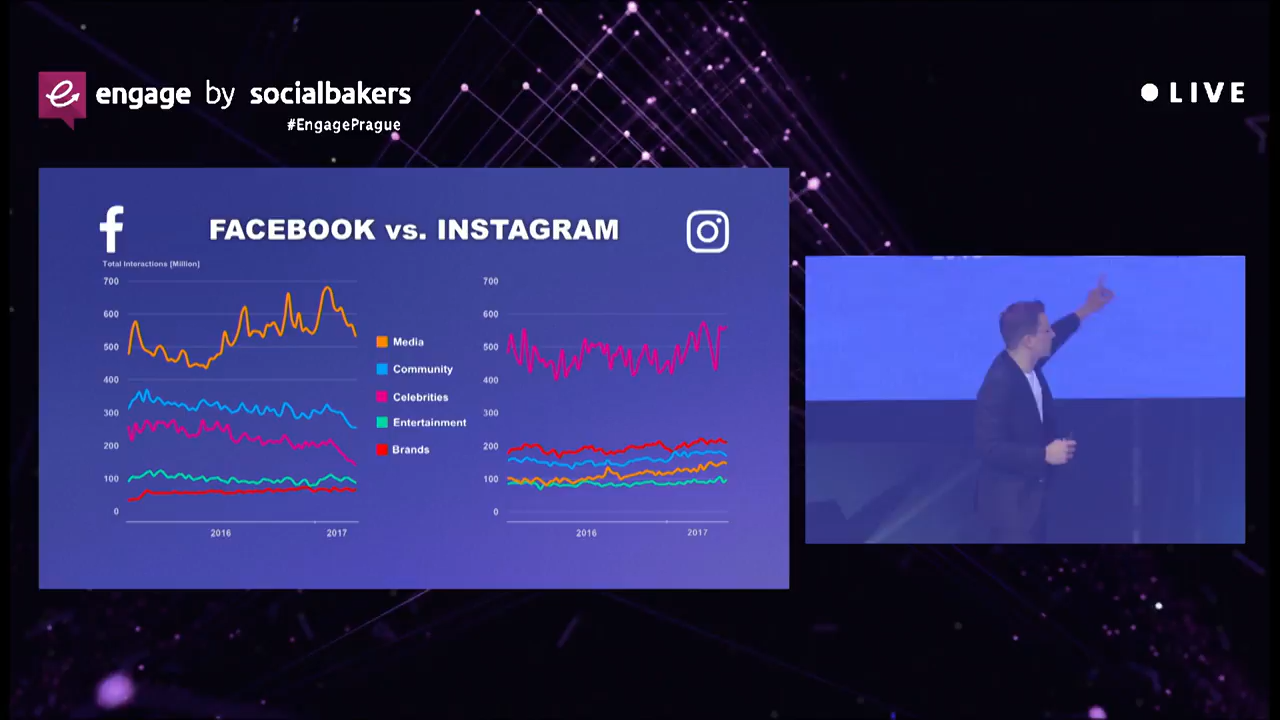 engage by socialbakers
#EngagePrague
LIVE
FACEBOOK vs. INSTAGRAM
Total Interactions [Million]
700
600
500
400
300
200
100
0
2016
2017
Media
Community
Celebrities
Entertainment
Brands
700
600
500
400
300
200
100
0
2016
2017